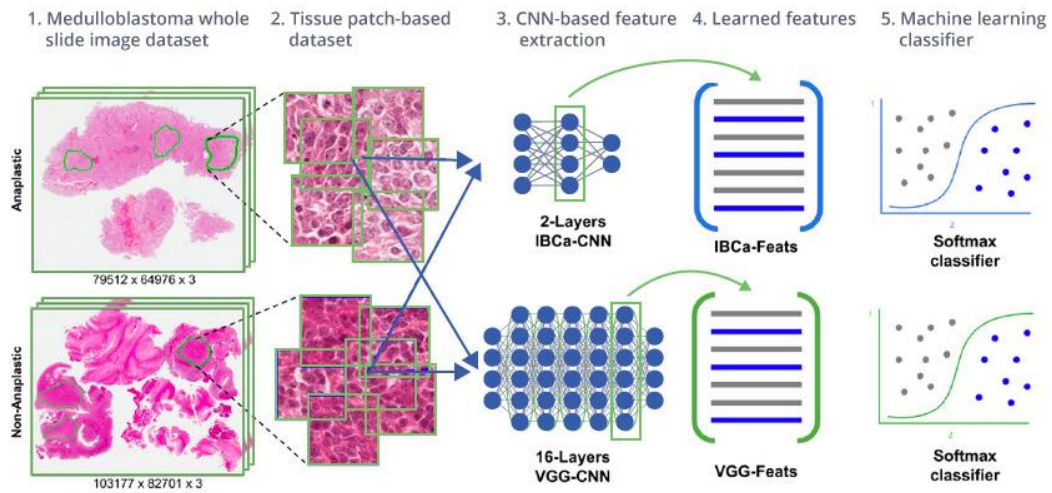 1. Medulloblastoma whole
slide image dataset
2. Tissue patch-based
dataset
3. CNN-based feature
extraction
4. Learned features
5. Machine learning
classifier
Anaplastic
79512 x 64976 x 3
2-Layers
IBCa-CNN
IBCa-Feats
1
z
Softmax
classifier
Non-Anaplastic
103177 x 82701 x 3
16-Layers
VGG-CNN
VGG-Feats
1
z
Softmax
classifier